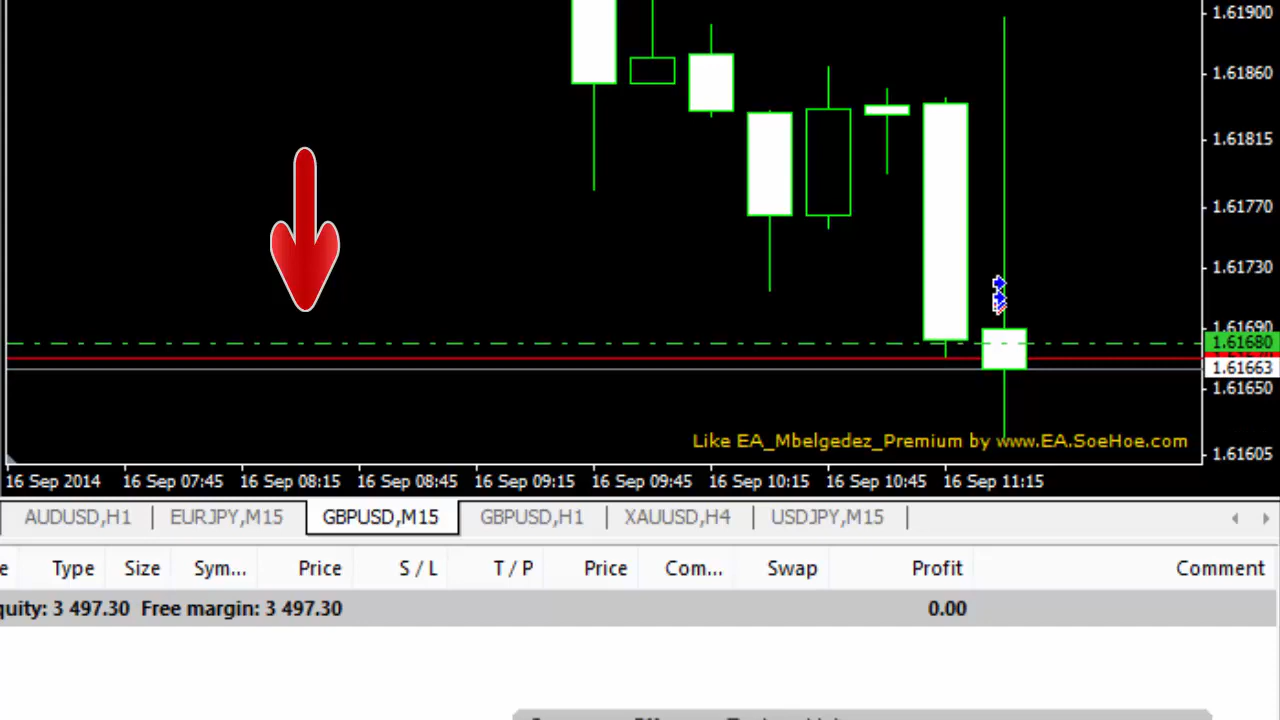 1.61900
1.61860
1.61815
1.61770
1.61730
1.61690
1.61680
1.61663
1.61650
Like EA_Mbelgedez_Premium by www.EA.SoeHoe.com
1.61605
16 Sep 2014 16 Sep 07:45 16 Sep 08:15 16 Sep 08:45 16 Sep 09:15 16 Sep 09:45 16 Sep 10:15 16 Sep 10:45 16 Sep 11:15
AUDUSD,H1 EURJPY,M15 GBPUSD,M15 GBPUSD,H1 XAUUSD,H4 USDJPY,M15
e Type Size Sym... Price S / L T / P Price Com... Swap Profit Comment
quity: 3 497.30 Free margin: 3 497.30 0.00